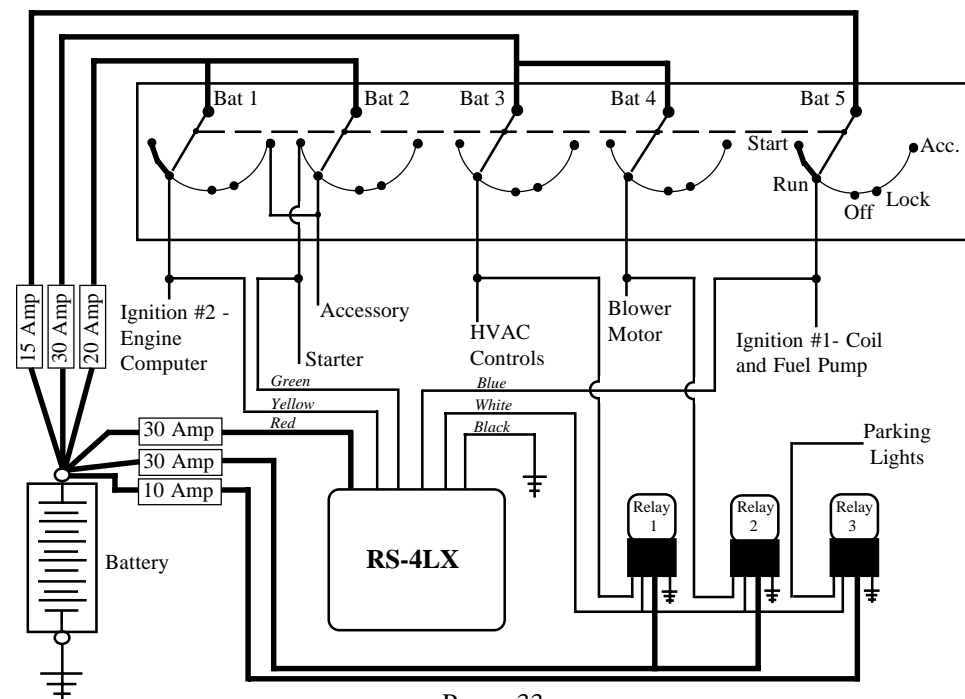 Bat 1
Bat 2
Bat 3
Bat 4
Bat 5
Start
Acc.
Run
Lock
Off
15 Amp
30 Amp
20 Amp
Ignition #2 -
Engine
Computer
Accessory
Starter
HVAC
Controls
Blower
Motor
Ignition #1- Coil
and Fuel Pump
Green
Yellow
Red
Blue
White
Black
30 Amp
30 Amp
10 Amp
Parking
Lights
Relay
1
Relay
2
Relay
3
RS-4LX
Battery